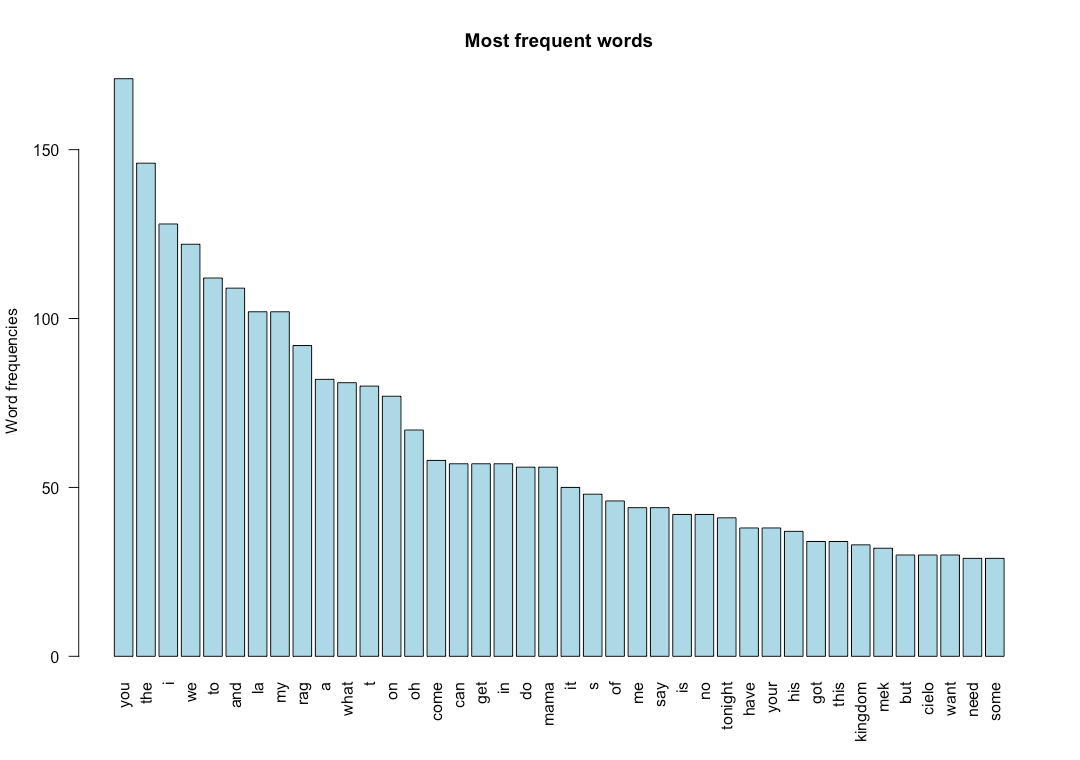 Most frequent words
Word frequencies
150
100
50
0
you
the
i
we
to
and
la
my
rag
a
what
t
on
oh
come
can
get
in
do
mama
it
s
of
me
say
is
no
tonight
have
your
his
got
this
kingdom
mek
but
cielo
want
need
some